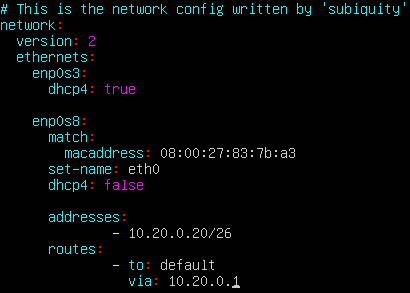 # This is the network config written by 'subiquity'
network:
  version: 2
  ethernets:
    enp0s3:
      dhcp4: true

    enp0s8:
      match:
        macaddress: 08:00:27:83:7b:a3
      set-name: eth0
      dhcp4: false

      addresses:
              - 10.20.0.20/26
      routes:
              - to: default
                via: 10.20.0.1